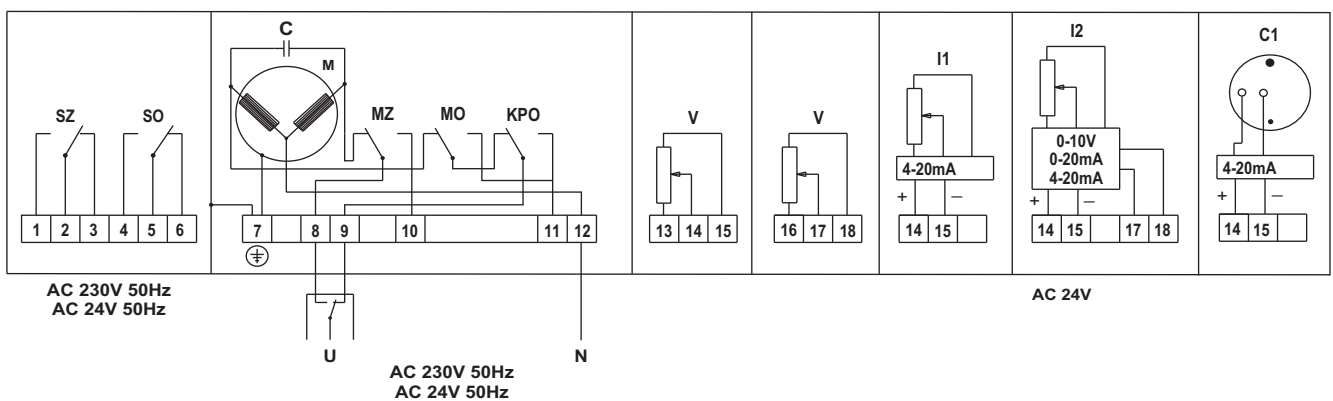 C
M
SZ SO
MZ MO KPO
V
V
I1
I2
C1
4-20mA
0-10V
0-20mA
4-20mA
4-20mA
+ −
+ −
+ −
1 2 3 4 5 6
7 8 9 10 11 12
13 14 15
16 17 18
14 15
14 15 17 18
14 15
AC 230V 50Hz
AC 24V 50Hz
U
N
AC 230V 50Hz
AC 24V 50Hz
AC 24V